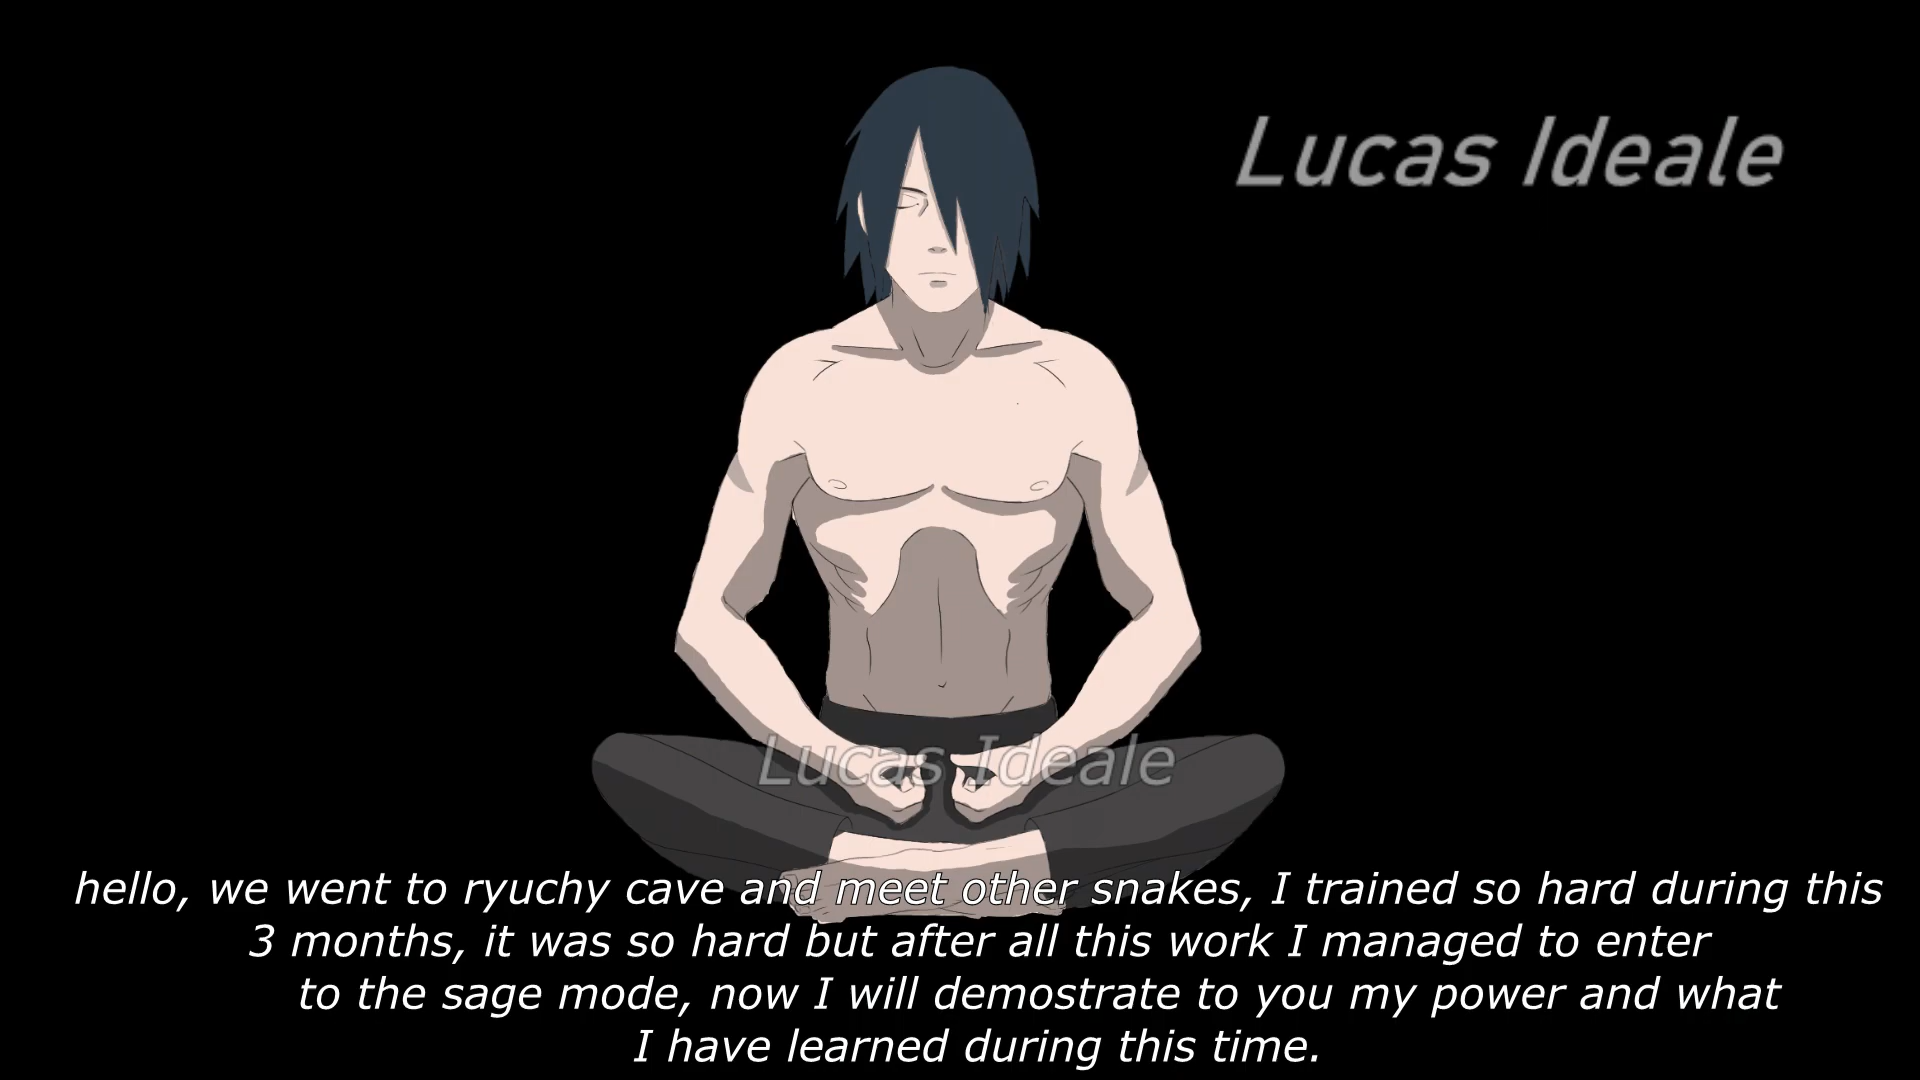 Lucas Ideale
Lucas Ideale
hello, we went to ryuchy cave and meet other snakes, I trained so hard during this
3 months, it was so hard but after all this work I managed to enter
to the sage mode, now I will demostrate to you my power and what
I have learned during this time.